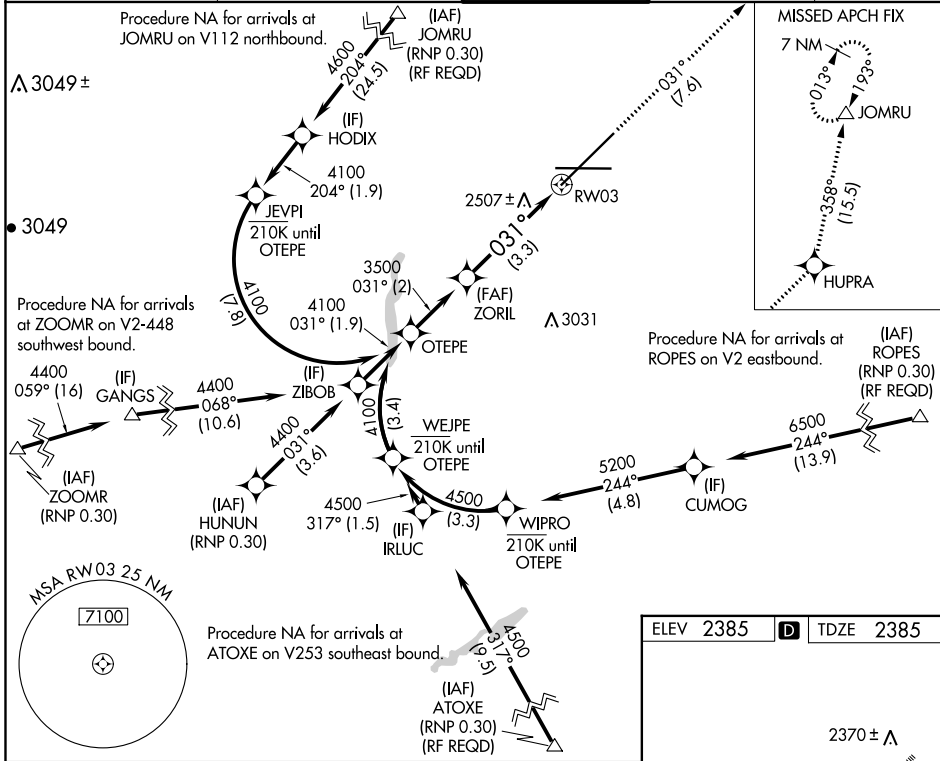 Procedure NA for arrivals at
JOMRU on V112 northbound.
(IAF)
JOMRU
(RNP 0.30)
(RF REQD)
MISSED APCH FIX
7 NM
013°
193°
JOMRU
358°
(15.5)
HUPRA
3049 ±
4600
204°
(24.5)
031°
(7.6)
(IF)
HODIX
4100
204° (1.9)
JEVPI
210K until
OTEPE
2507 ±
RW03
3049
031°
(3.3)
4100
(7.8)
3500
031° (2)
4100
031° (1.9)
(FAF)
ZORIL
3031
OTEPE
Procedure NA for arrivals
at ZOOMR on V2-448
southwest bound.
Procedure NA for arrivals at
ROPES on V2 eastbound.
(IAF)
ROPES
(RNP 0.30)
(RF REQD)
4400
059° (16)
(IF)
GANGS
4400
068°
(10.6)
(IF)
ZIBOB
4100
(3.4)
WEJPE
210K until
OTEPE
6500
244°
(13.9)
(IAF)
ZOOMR
(RNP 0.30)
4400
031°
(3.6)
(IAF)
HUNUN
(RNP 0.30)
4500
317° (1.5)
(IF)
IRLUC
4500
(3.3)
WIPRO
210K until
OTEPE
5200
244°
(4.8)
(IF)
CUMOG
MSA RW03 25 NM
7100
Procedure NA for arrivals at
ATOXE on V253 southeast bound.
4500
317°
(9.5)
(IAF)
ATOXE
(RNP 0.30)
(RF REQD)
ELEV 2385 D TDZE 2385
2370 ±